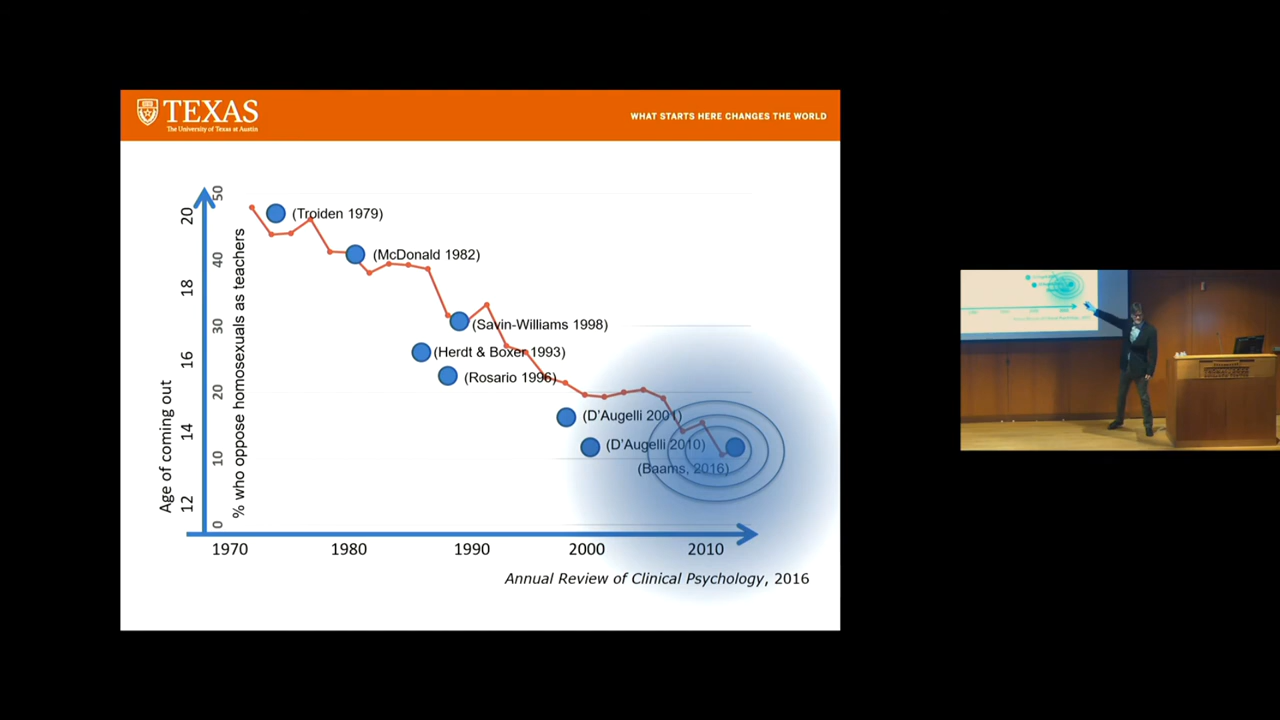 TEXAS
The University of Texas at Austin
WHAT STARTS HERE CHANGES THE WORLD
Age of coming out
20
18
16
14
12
% who oppose homosexuals as teachers
50
40
30
20
10
0
(Troiden 1979)
(McDonald 1982)
(Savin-Williams 1998)
(Herdt & Boxer 1993)
(Rosario 1996)
(D'Augelli 2001)
(D'Augelli 2010)
(Baams, 2016)
1970 1980 1990 2000 2010
Annual Review of Clinical Psychology, 2016